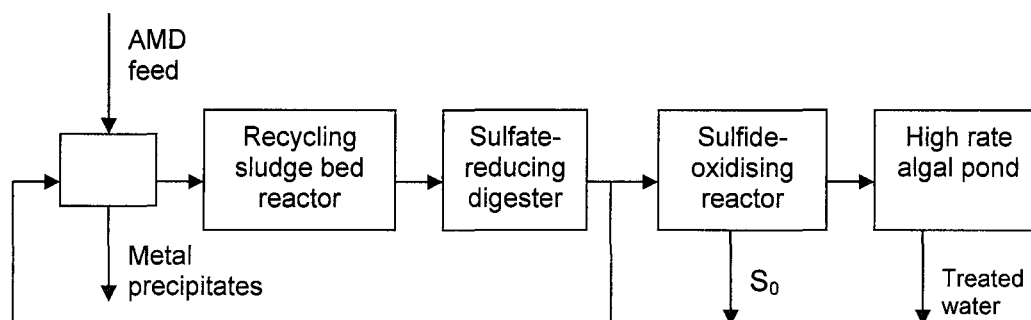 AMD
feed
Recycling
sludge bed
reactor
Sulfate-
reducing
digester
Sulfide-
oxidising
reactor
High rate
algal pond
Metal
precipitates
S₀
Treated
water